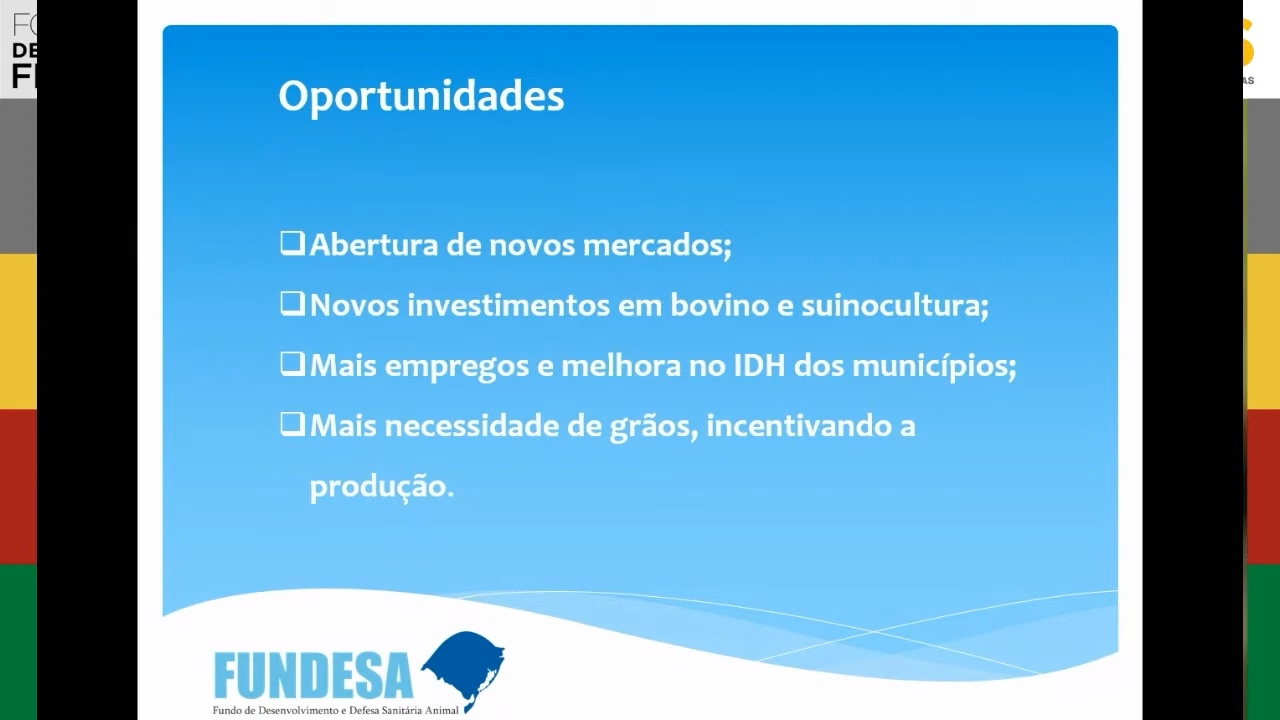 Oportunidades
❑Abertura de novos mercados;
❑Novos investimentos em bovino e suinocultura;
❑Mais empregos e melhora no IDH dos municípios;
❑Mais necessidade de grãos, incentivando a
produção.
FUNDESA
Fundo de Desenvolvimento e Defesa Sanitária Animal